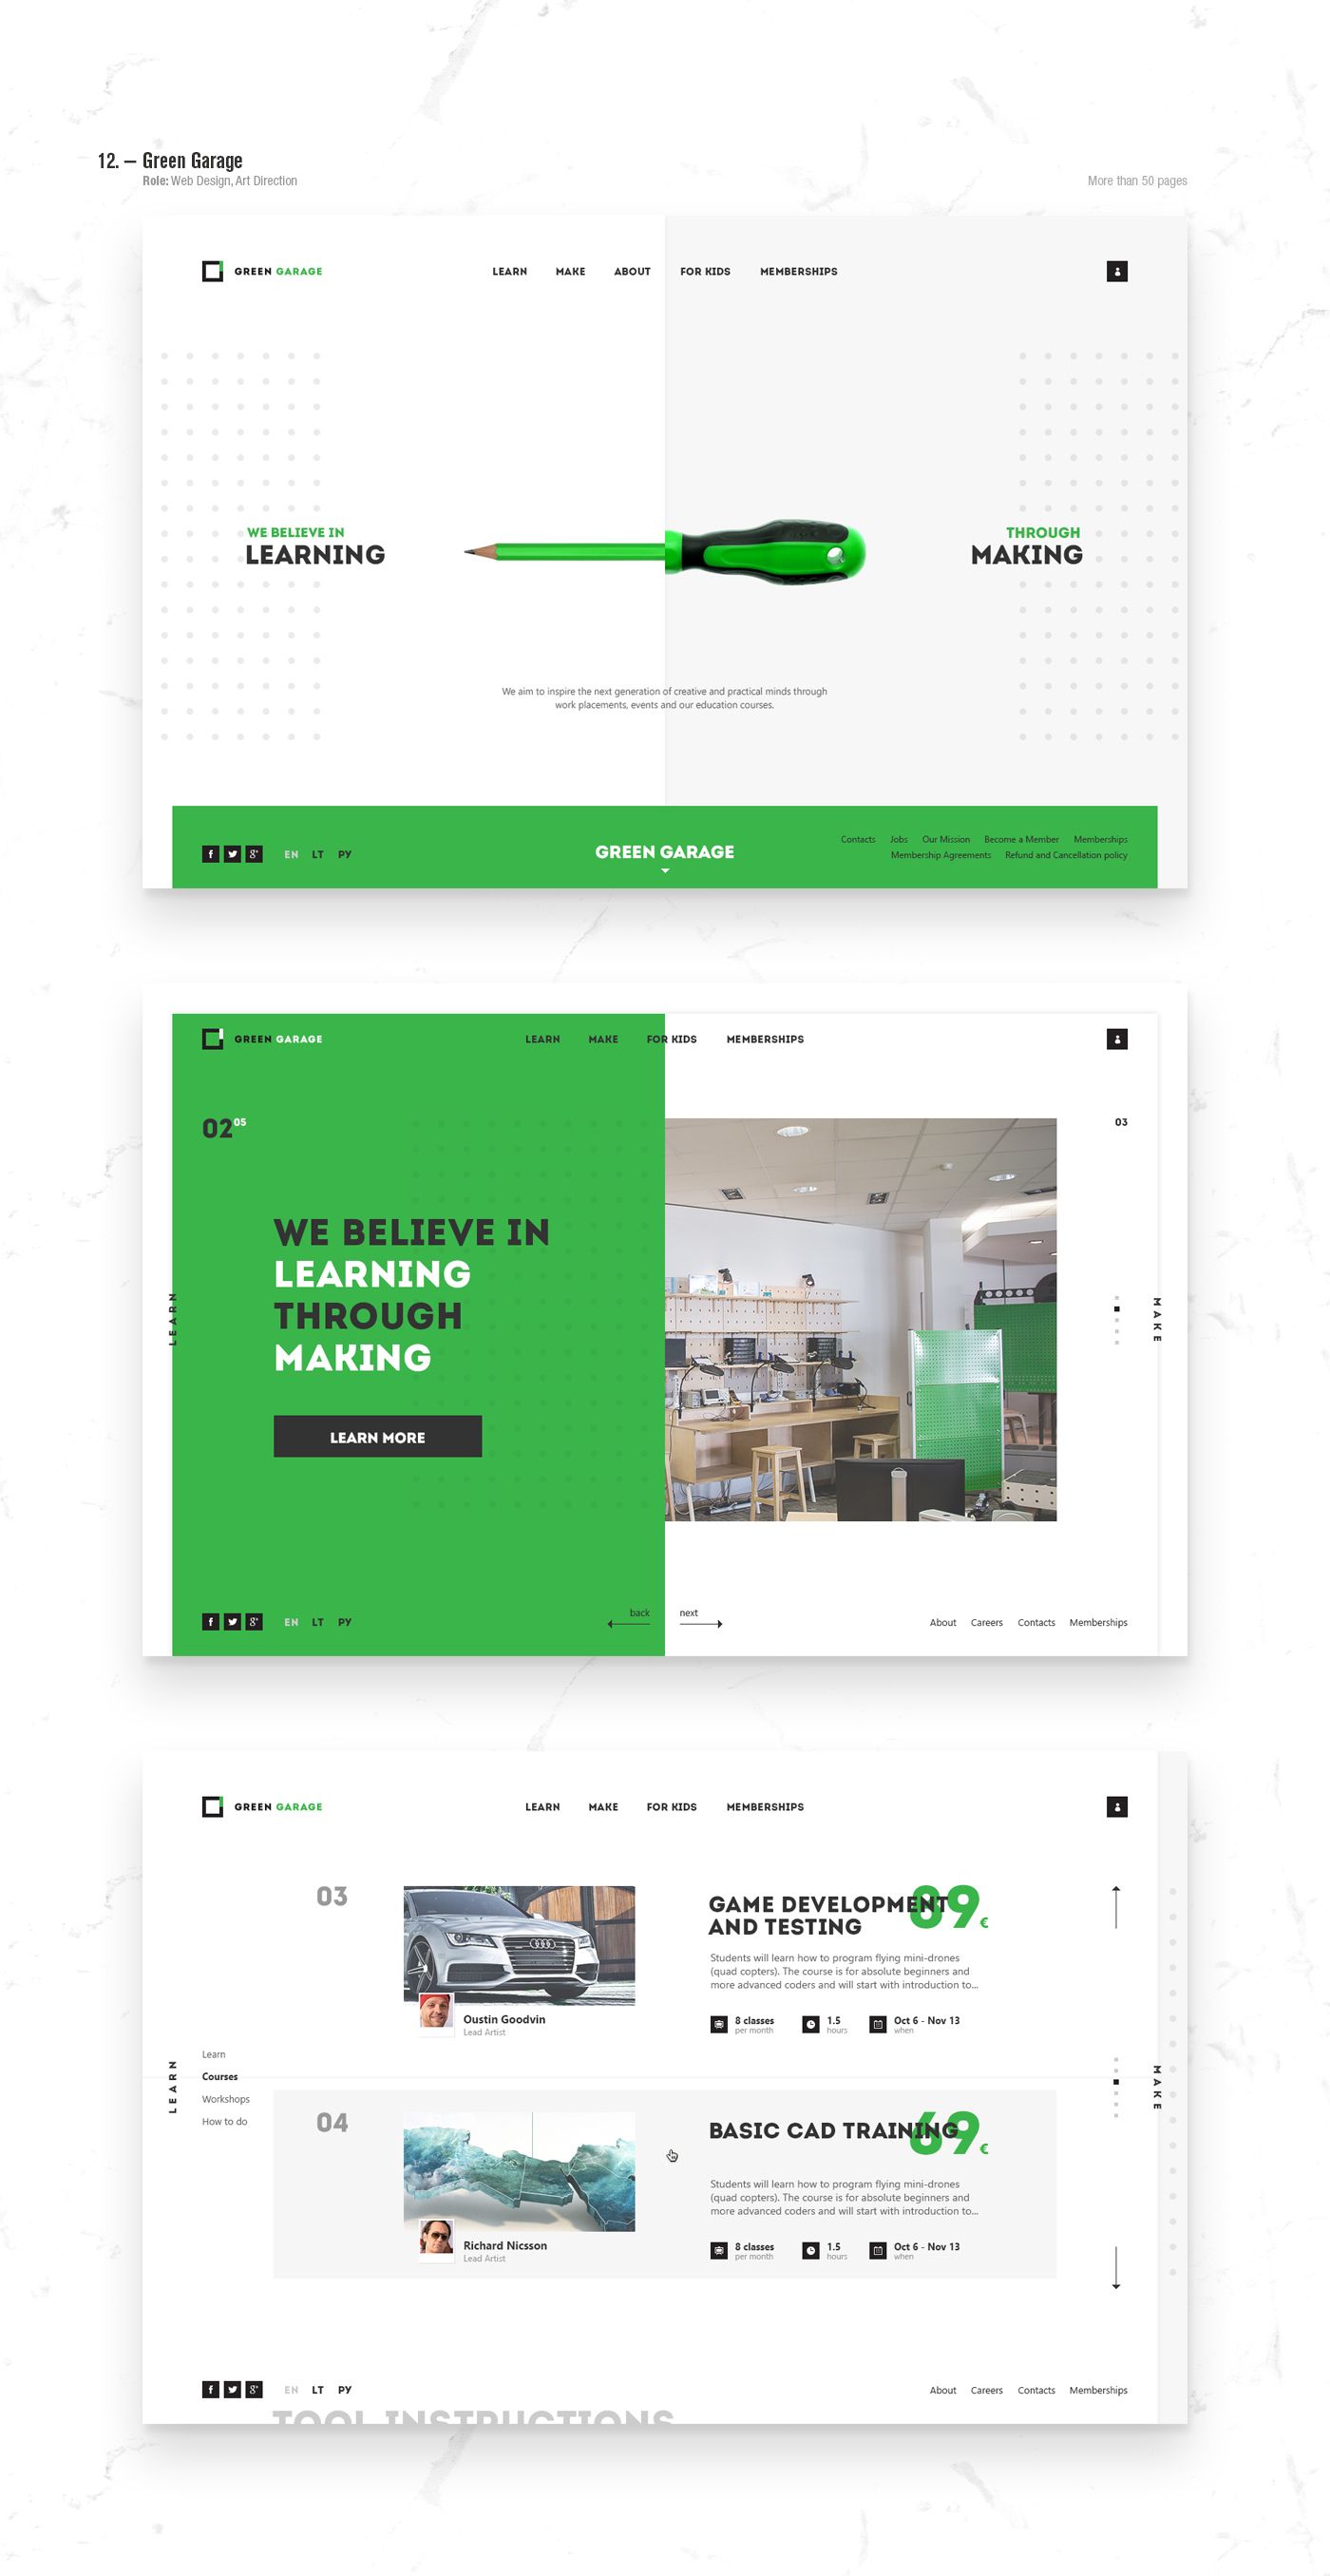 12. — Green Garage
Role: Web Design, Art Direction
More than 50 pages
GREEN GARAGE
LEARN MAKE ABOUT FOR KIDS MEMBERSHIPS
WE BELIEVE IN
LEARNING
THROUGH
MAKING
We aim to inspire the next generation of creative and practical minds through
work placements, events and our education courses.
f g+ EN LT РУ
GREEN GARAGE
Contacts Jobs Our Mission Become a Member Memberships
Membership Agreements Refund and Cancellation policy
GREEN GARAGE
LEARN MAKE FOR KIDS MEMBERSHIPS
02 05
03
WE BELIEVE IN
LEARNING
THROUGH
MAKING
LEARN MORE
LEARN
MAKE
f g+ EN LT РУ
back
next
About Careers Contacts Memberships
GREEN GARAGE
LEARN MAKE FOR KIDS MEMBERSHIPS
03
GAME DEVELOPMENT
AND TESTING
89 €
Students will learn how to program flying mini-drones
(quad copters). The course is for absolute beginners and
more advanced coders and will start with introduction to...
Oustin Goodvin
Lead Artist
8 classes
per month
1.5
hours
Oct 6 - Nov 13
when
LEARN
Learn
Courses
Workshops
How to do
MAKE
04
BASIC CAD TRAINING
69 €
Students will learn how to program flying mini-drones
(quad copters). The course is for absolute beginners and
more advanced coders and will start with introduction to...
Richard Nicsson
Lead Artist
8 classes
per month
1.5
hours
Oct 6 - Nov 13
when
f g+ EN LT РУ
About Careers Contacts Memberships
TOOL INSTRUCTIONS